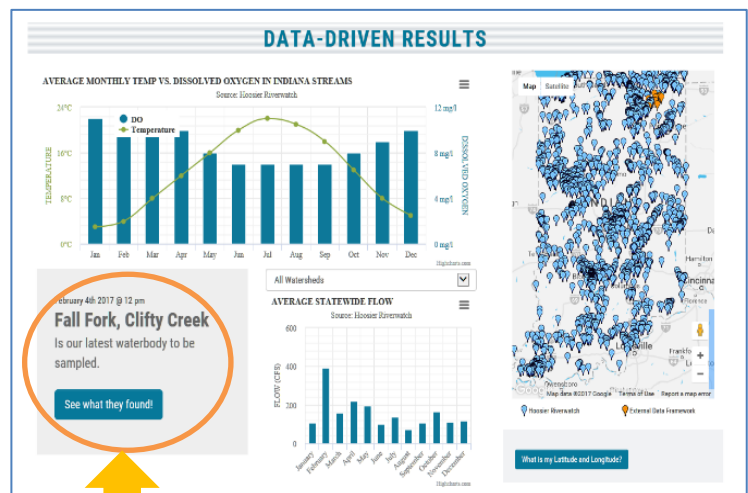 DATA-DRIVEN RESULTS
AVERAGE MONTHLY TEMP VS. DISSOLVED OXYGEN IN INDIANA STREAMS
Source: Hoosier Riverwatch
24°C
16°C
8°C
0°C
TEMPERATURE
DO
Temperature
12 mg/l
8 mg/l
4 mg/l
0 mg/l
DISSOLVED OXYGEN
Jan Feb Mar Apr May Jun Jul Aug Sep Oct Nov Dec
Highcharts.com
February 4th 2017 @ 12 pm
Fall Fork, Clifty Creek
Is our latest waterbody to be
sampled.
See what they found!
All Watersheds
AVERAGE STATEWIDE FLOW
Source: Hoosier Riverwatch
600
400
200
0
FLOW (CFS)
January February March April May June July August September October November December
Highcharts.com
Map Satellite
Hamilton
Florence
Map data ©2017 Google Terms of Use Report a map error
Hoosier Riverwatch
External Data Framework
What is my Latitude and Longitude?